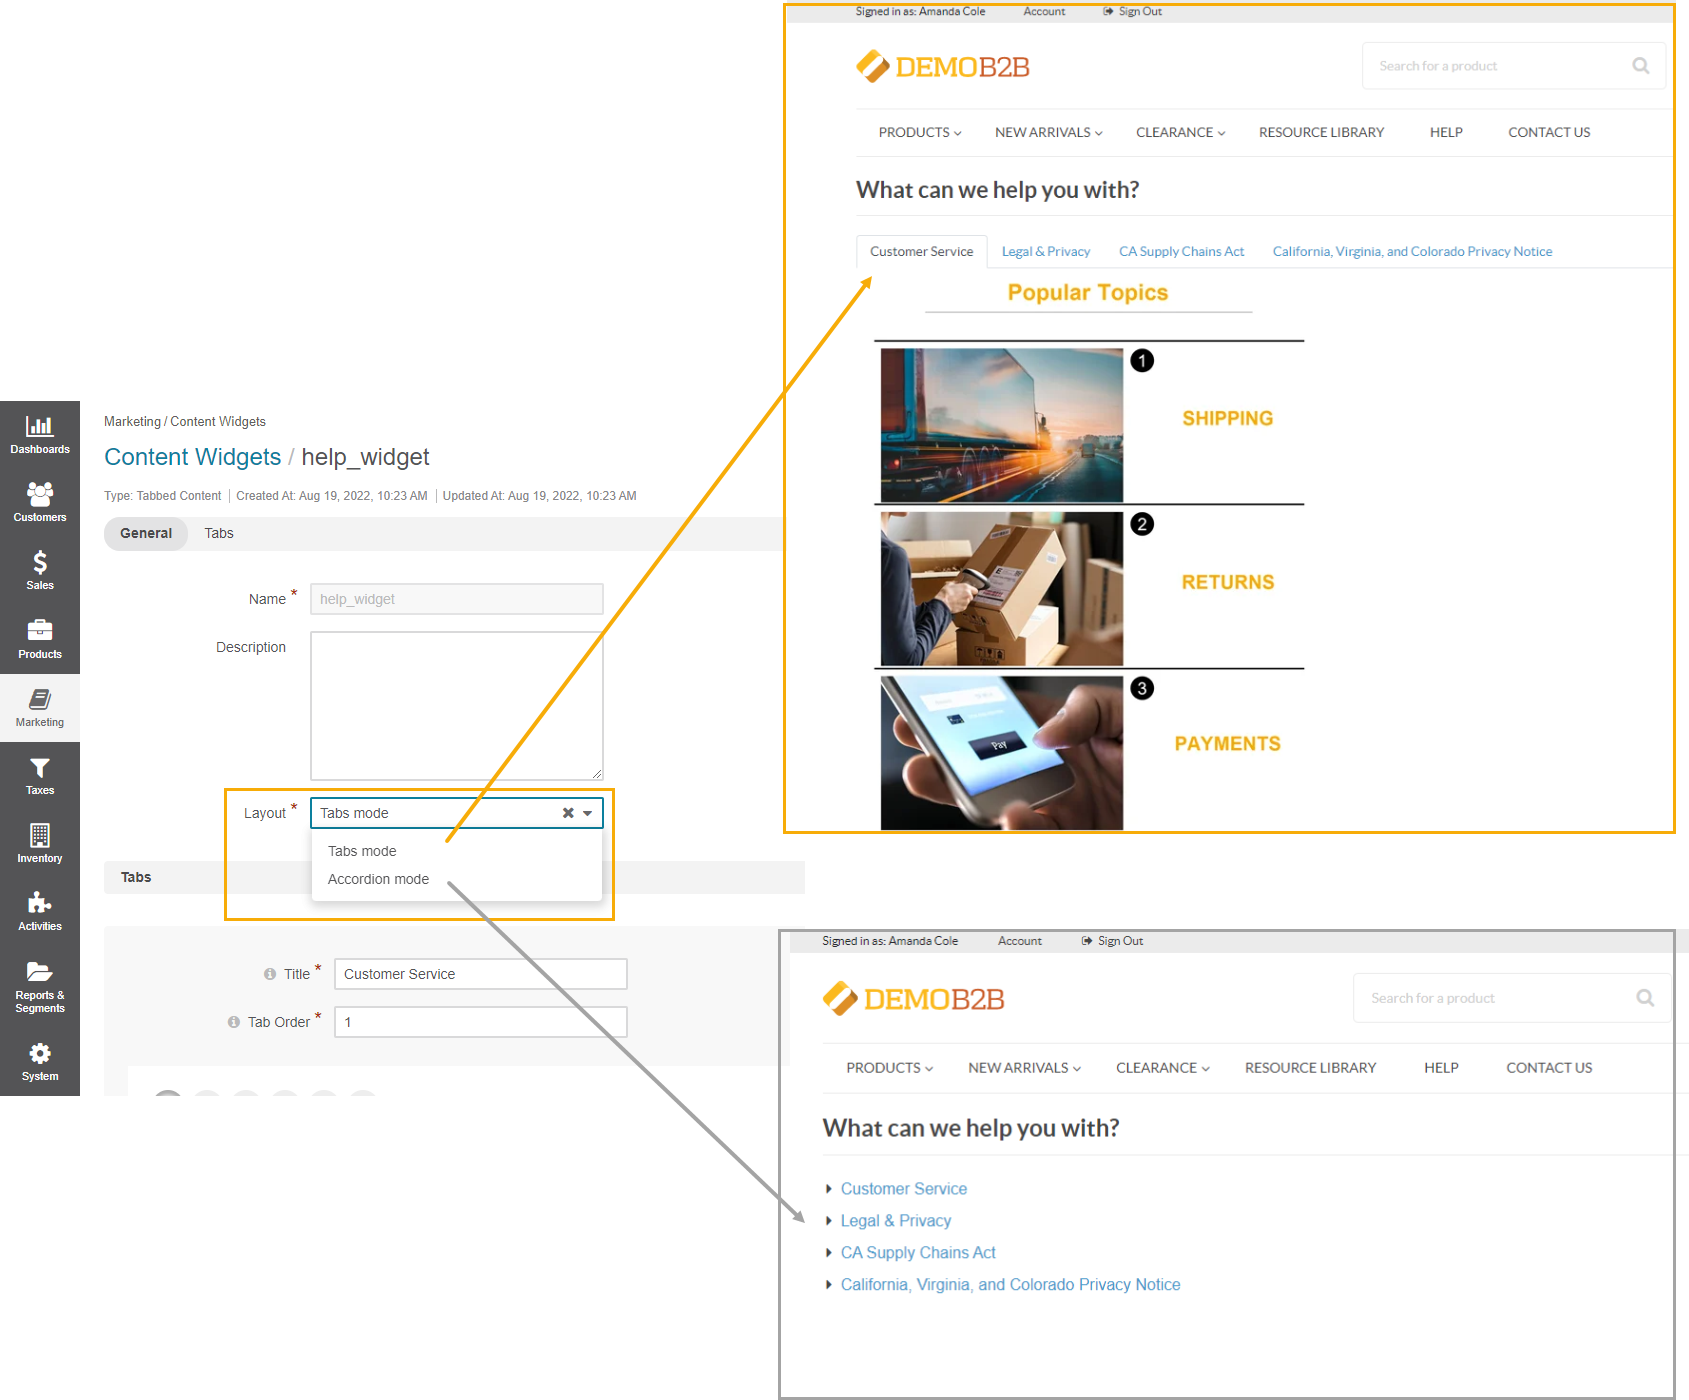 Signed in as: Amanda Cole Account Sign Out
DEMOB2B
Search for a product
PRODUCTS NEW ARRIVALS CLEARANCE RESOURCE LIBRARY HELP CONTACT US
What can we help you with?
Customer Service Legal & Privacy CA Supply Chains Act California, Virginia, and Colorado Privacy Notice
Popular Topics
1
SHIPPING
2
RETURNS
3
Pay
PAYMENTS
Dashboards
Customers
Sales
Products
Marketing
Taxes
Inventory
Activities
Reports &
Segments
System
Marketing / Content Widgets
Content Widgets / help_widget
Type: Tabbed Content Created At: Aug 19, 2022, 10:23 AM Updated At: Aug 19, 2022, 10:23 AM
General Tabs
Name * help_widget
Description
Layout * Tabs mode
Tabs mode
Accordion mode
Tabs
Title * Customer Service
Tab Order * 1
Signed in as: Amanda Cole Account Sign Out
DEMOB2B
Search for a product
PRODUCTS NEW ARRIVALS CLEARANCE RESOURCE LIBRARY HELP CONTACT US
What can we help you with?
Customer Service
Legal & Privacy
CA Supply Chains Act
California, Virginia, and Colorado Privacy Notice